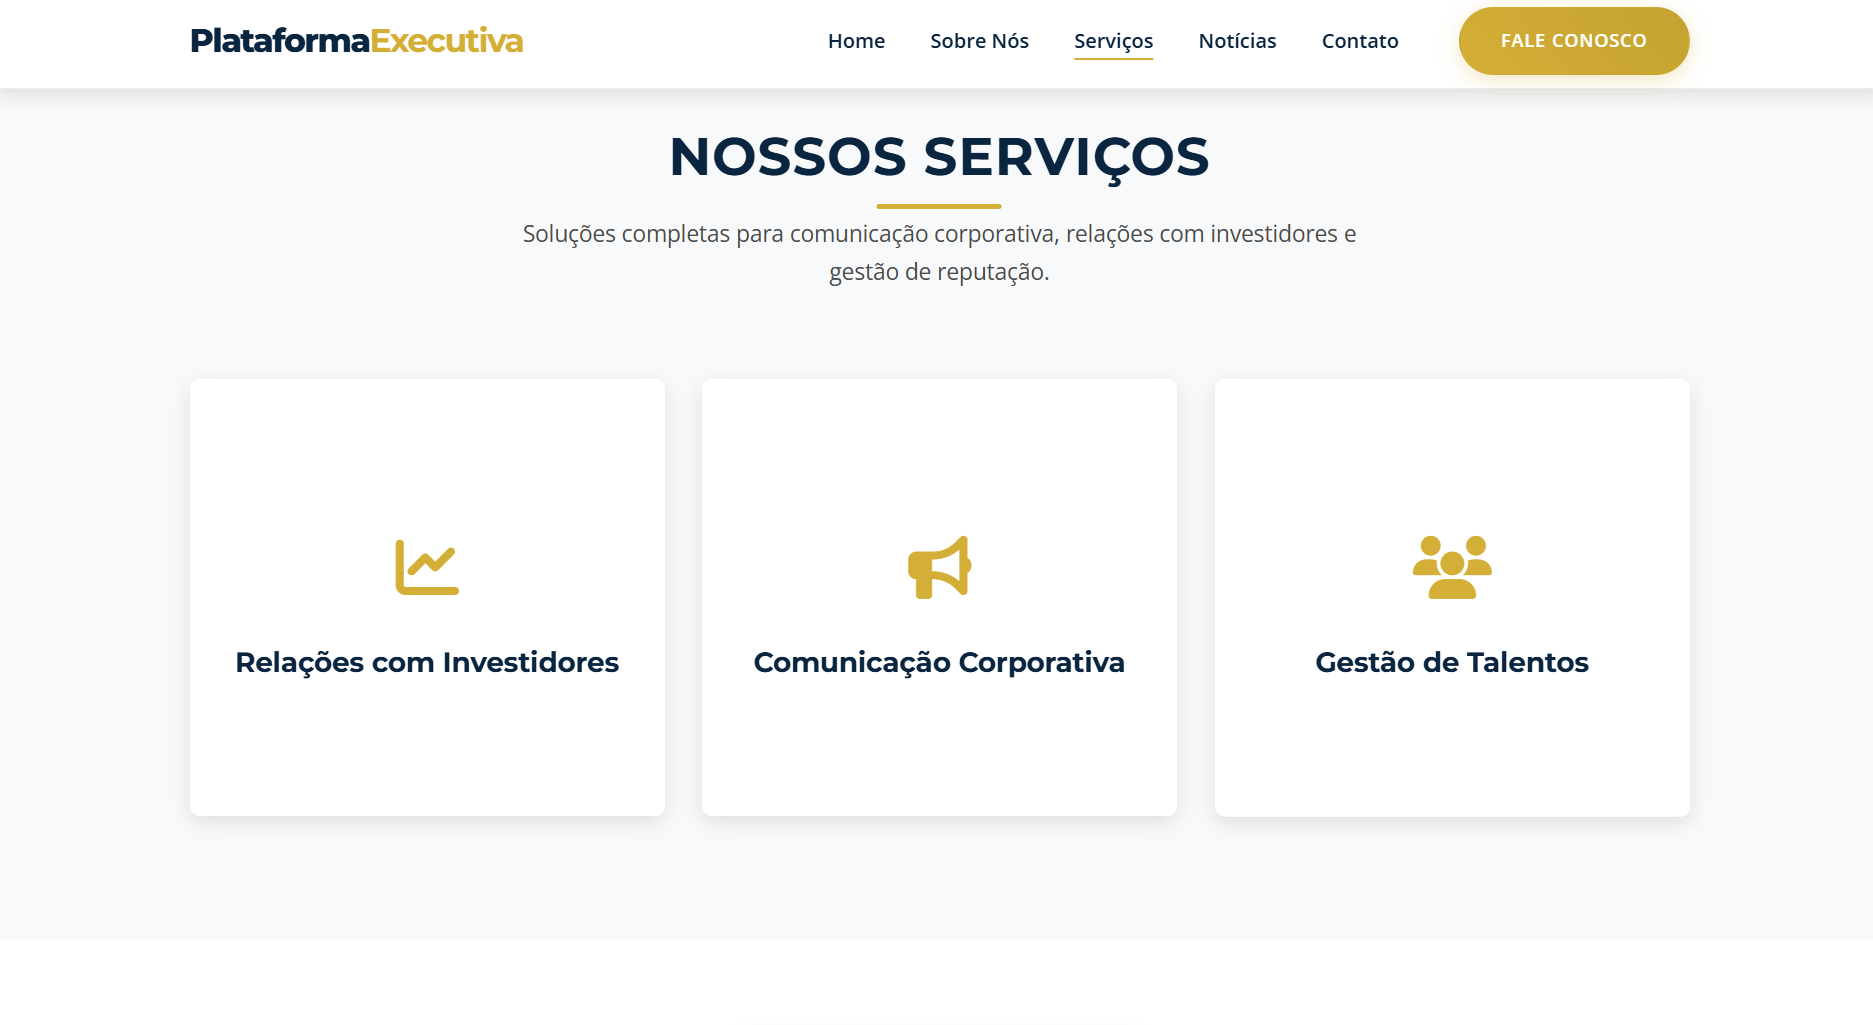 PlataformaExecutiva
Home
Sobre Nós
Serviços
Notícias
Contato
FALE CONOSCO
NOSSOS SERVIÇOS
Soluções completas para comunicação corporativa, relações com investidores e
gestão de reputação.
Relações com Investidores
Comunicação Corporativa
Gestão de Talentos